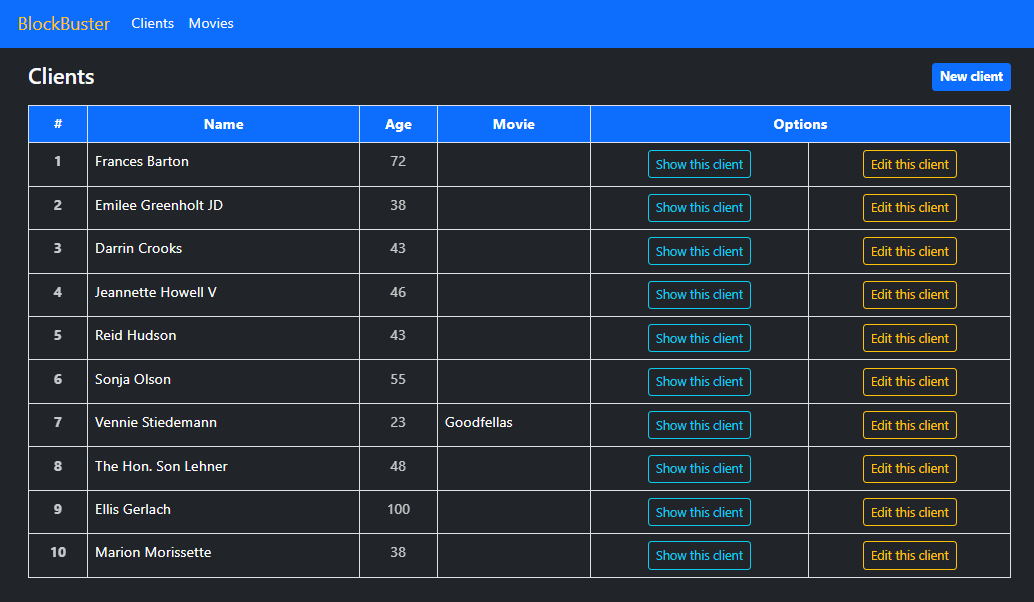 BlockBuster Clients Movies
Clients New client
# Name Age Movie Options
1 Frances Barton 72 Show this client Edit this client
2 Emilee Greenholt JD 38 Show this client Edit this client
3 Darrin Crooks 43 Show this client Edit this client
4 Jeannette Howell V 46 Show this client Edit this client
5 Reid Hudson 43 Show this client Edit this client
6 Sonja Olson 55 Show this client Edit this client
7 Vennie Stiedemann 23 Goodfellas Show this client Edit this client
8 The Hon. Son Lehner 48 Show this client Edit this client
9 Ellis Gerlach 100 Show this client Edit this client
10 Marion Morissette 38 Show this client Edit this client